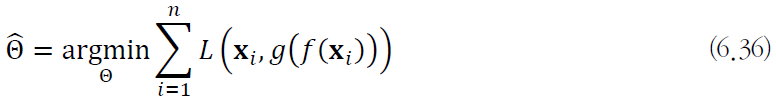 Θ̂ = argmin_Θ ∑_{i=1}^{n} L(𝐱_i, g(f(𝐱_i))) (6.36)